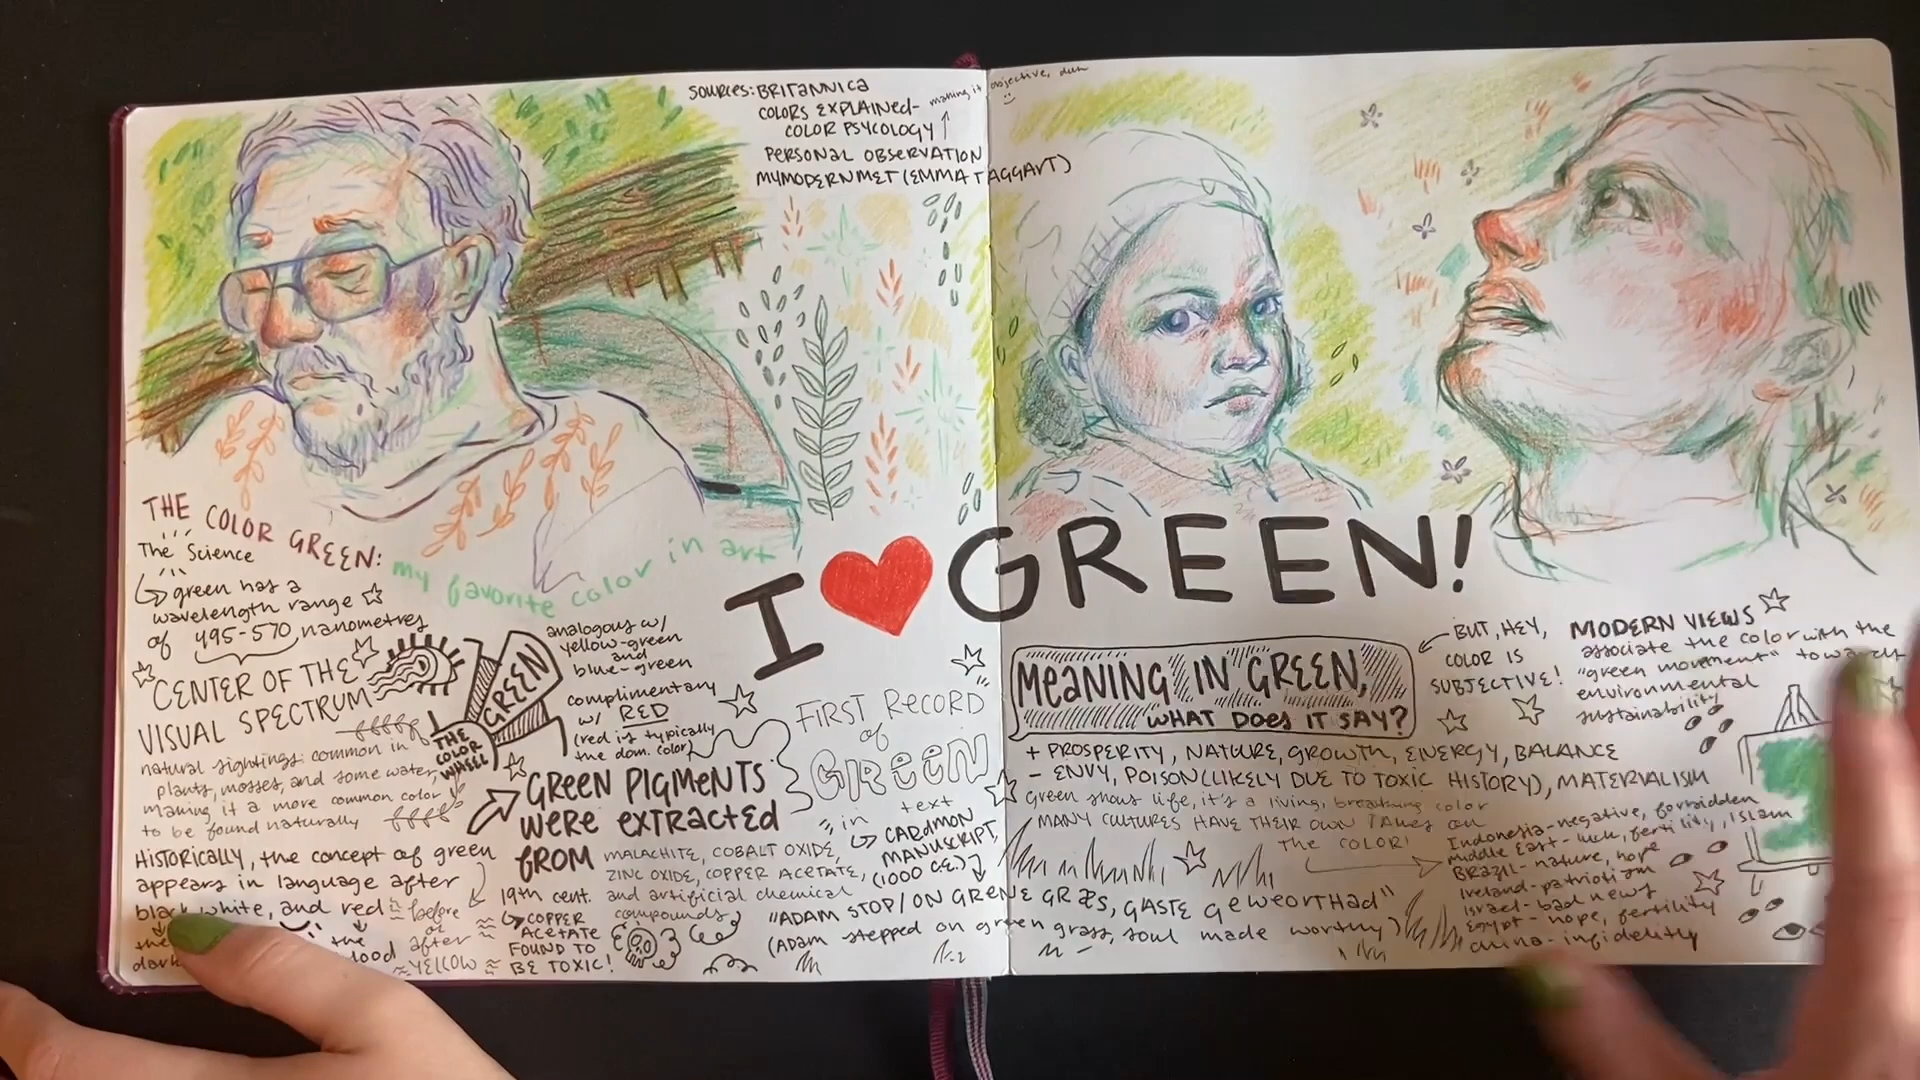 SOURCES: BRITANNICA
COLORS EXPLAINED-
COLOR PSYCOLOGY
making it objective, duh
PERSONAL OBSERVATION
MYMODERNMET (EMMA TAGGART)
THE COLOR GREEN:
my favorite color in art
I ❤ GREEN!
The Science
green has a
wavelength range
of 495-570 nanometres
CENTER OF THE
VISUAL SPECTRUM
natural sightings common in
plants, mosses, and some water,
making it a more common color
to be found naturally
GREEN
THE
COLOR
WHEEL
analogous w/
yellow-green
and
blue-green
complimentary
w/ RED
(red is typically
the dom. color)
HISTORICALLY, the concept of green
appears in language after
black, white, and red
the
dark
the
blood
before
or
after
YELLOW
GREEN PIGMENTS
WERE EXTRACTED
FROM
MALACHITE, COBALT OXIDE,
ZINC OXIDE, COPPER ACETATE,
and artificial chemical
compounds
19th cent.
COPPER
ACETATE
FOUND TO
BE TOXIC!
FIRST RECORD
of
GREEN
in text
CAEDMON
MANUSCRIPT,
(1000 C.E.)
"ADAM STOP/ON GRENE GRÆS, GASTE GEWEORTHAD"
(Adam stepped on green grass, soul made worthy)
MEANING IN GREEN,
WHAT DOES IT SAY?
BUT, HEY,
COLOR IS
SUBJECTIVE!
+ PROSPERITY, NATURE, GROWTH, ENERGY, BALANCE
- ENVY, POISON (LIKELY DUE TO TOXIC HISTORY), MATERIALISM
Green shows life, it's a living, breathing color
MANY CULTURES HAVE THEIR OWN TAKES on
THE COLOR!
MODERN VIEWS
associate the color with the
"green movement" towards
environmental
sustainability
Indonesia-negative, forbidden
Middle East-luck, fertility, Islam
BRAZIL-nature, hope
Ireland-patriotism
Israel-bad news
Egypt-hope, fertility
China-infidelity